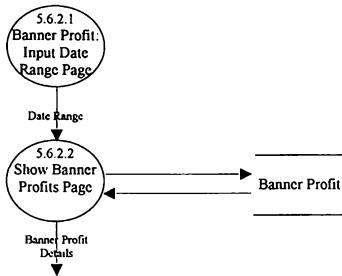 5.6.2.1
Banner Profit:
Input Date
Range Page
Date Range
5.6.2.2
Show Banner
Profits Page
Banner Profit
Banner Profit
Details